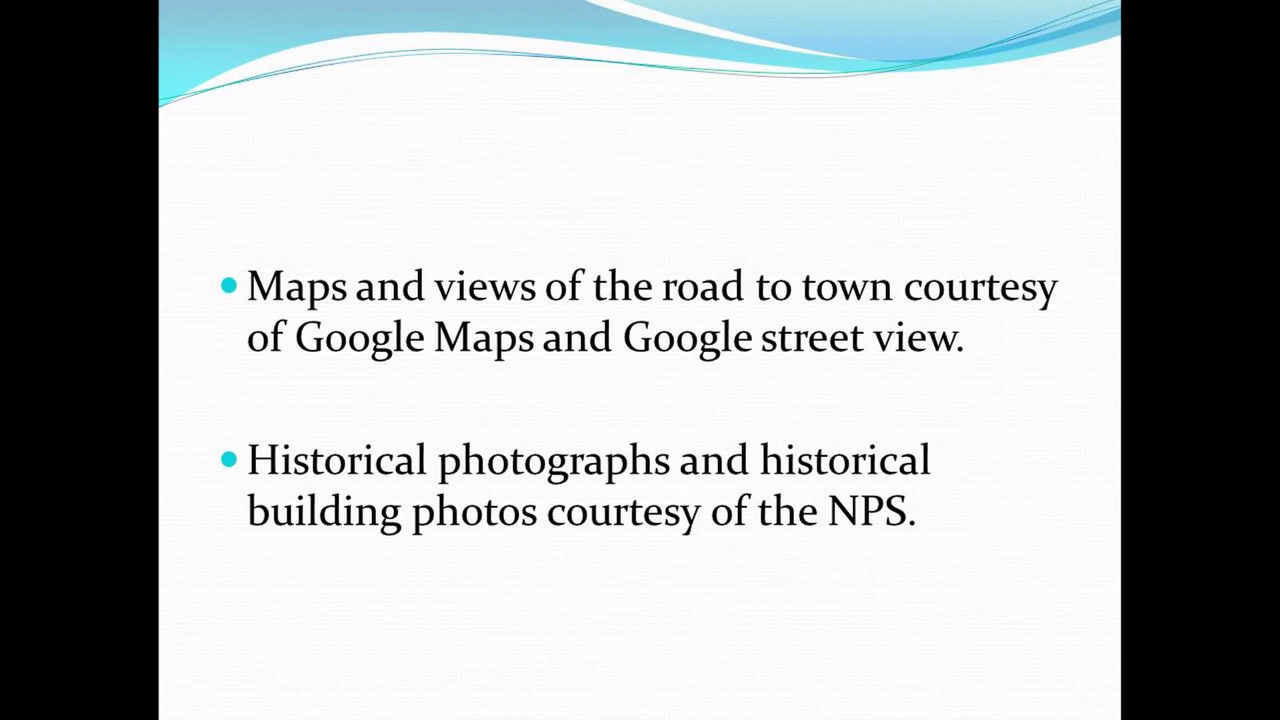 • Maps and views of the road to town courtesy
of Google Maps and Google street view.
• Historical photographs and historical
building photos courtesy of the NPS.